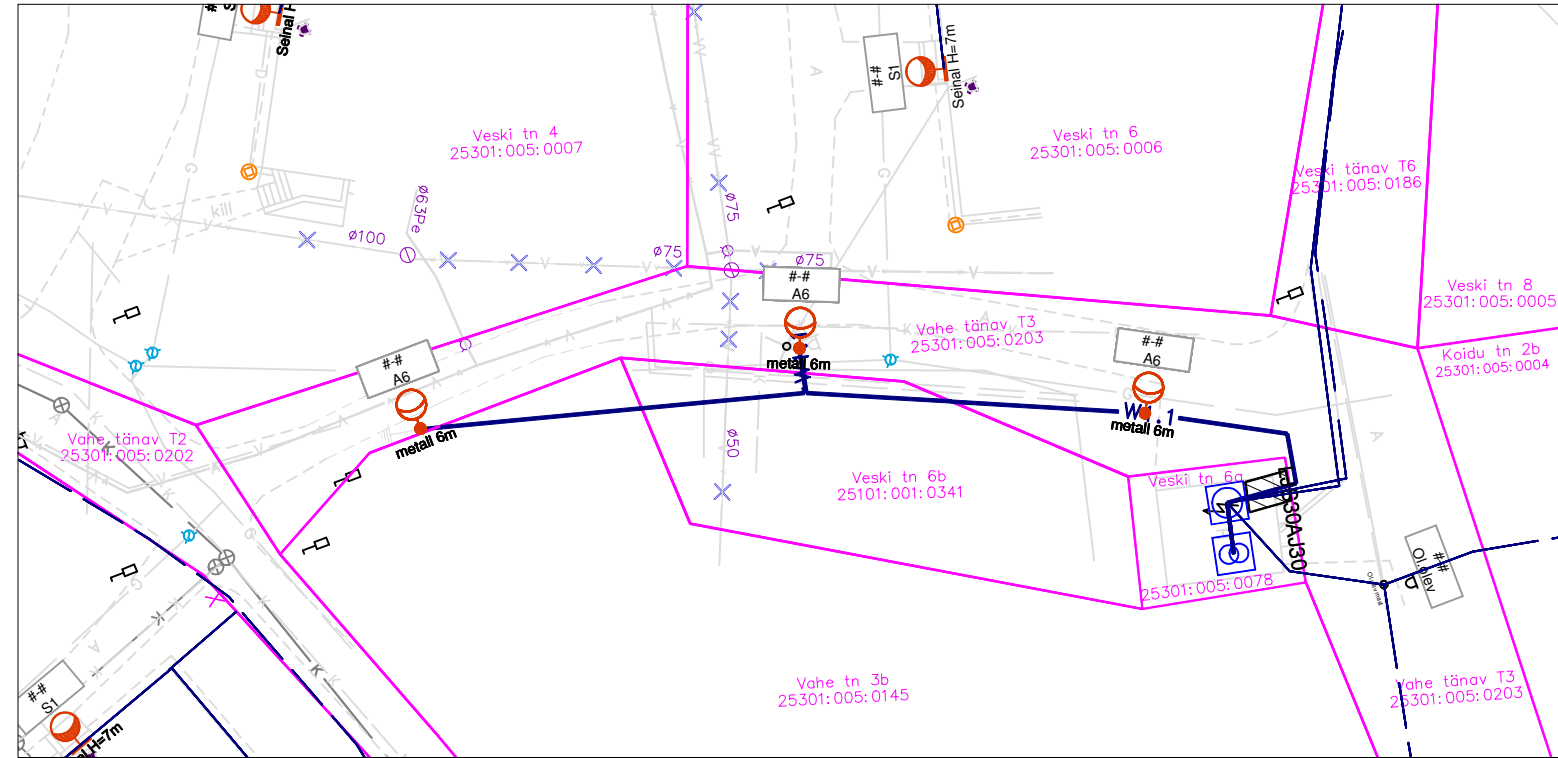 Seinal H=7m
#-#
S1
Veski tn 4
25301:005:0007
Veski tn 6
25301:005:0006
Veski tänav T6
25301:005:0186
kill
ø100
ø63Pe
ø75
ø75
ø75
#-#
A6
Veski tn 8
25301:005:0005
Vahe tänav T3
25301:005:0203
#-#
A6
#-#
A6
Koidu tn 2b
25301:005:0004
metall 6m
metall 6m
metall 6m
Vahe tänav T2
25301:005:0202
ø50
Veski tn 6b
25101:001:0341
Veski tn 6a
25301:005:0078
#-#
Ol.olev
Vahe tn 3b
25301:005:0145
Vahe tänav T3
25301:005:0203
#-#
S1